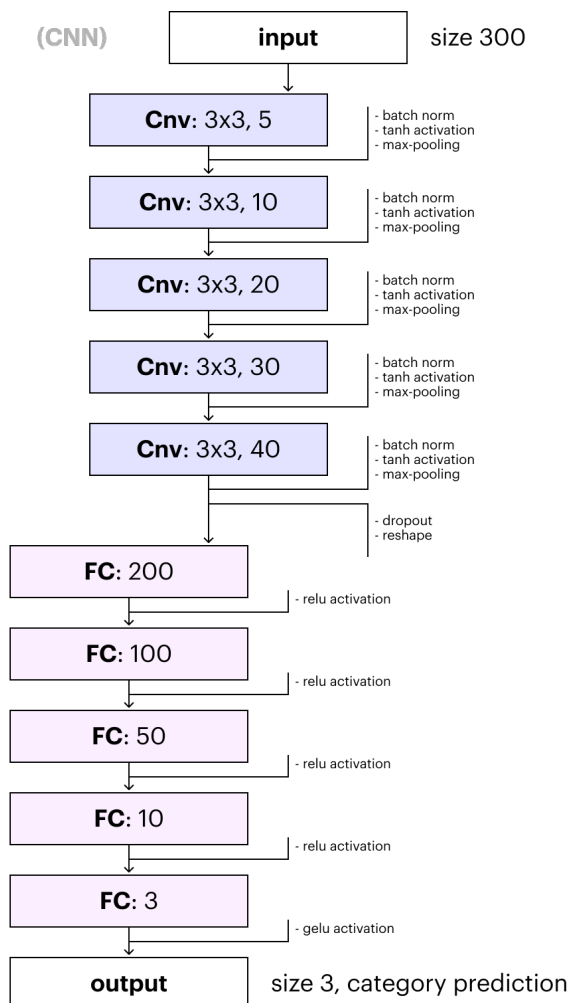 (CNN)
input
size 300
Cnv: 3x3, 5
- batch norm
- tanh activation
- max-pooling
Cnv: 3x3, 10
- batch norm
- tanh activation
- max-pooling
Cnv: 3x3, 20
- batch norm
- tanh activation
- max-pooling
Cnv: 3x3, 30
- batch norm
- tanh activation
- max-pooling
Cnv: 3x3, 40
- batch norm
- tanh activation
- max-pooling
- dropout
- reshape
FC: 200
- relu activation
FC: 100
- relu activation
FC: 50
- relu activation
FC: 10
- relu activation
FC: 3
- gelu activation
output
size 3, category prediction